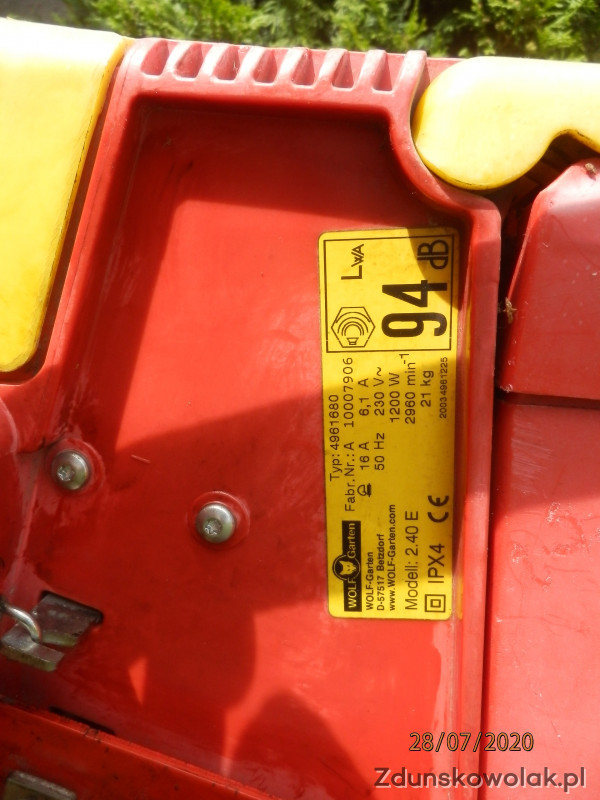 WOLF Garten
WOLF-Garten
D-57517 Betzdorf
www.WOLF-Garten.com
Modell: 2.40 E
IPX4 CE
Typ: 4961680
Fabr. Nr.: A 10007906
16 A 6,1 A
50 Hz 230 V~
1200 W
2960 min-1
21 kg
20034961225
LWA
94 dB
28/07/2020
Zdunskowolak.pl